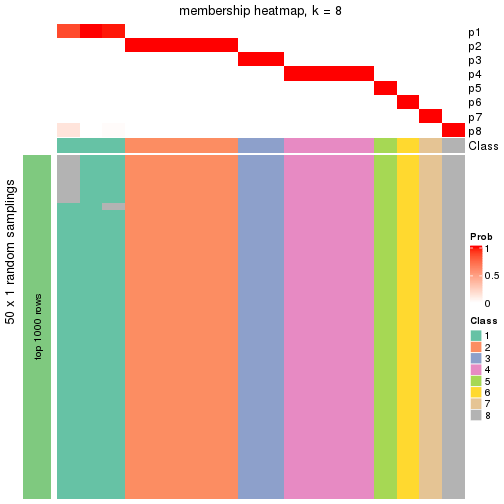 membership heatmap, k = 8
p1
p2
p3
p4
p5
p6
p7
p8
Class
50 x 1 random samplings
top 1000 rows
Prob
1
0.5
0
Class
1
2
3
4
5
6
7
8